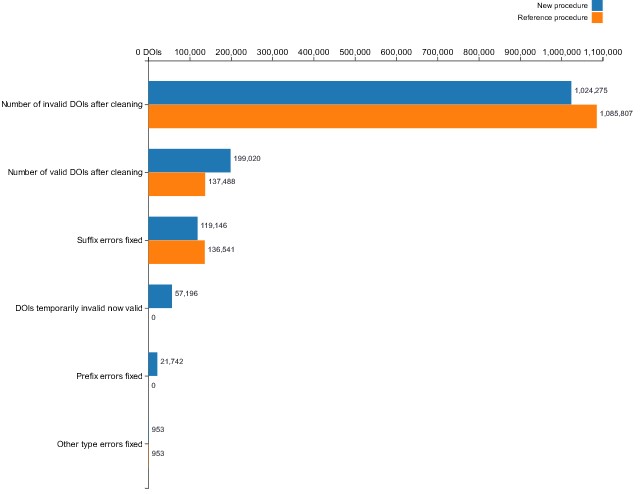 New procedure
Reference procedure
0 DOIs 100,000 200,000 300,000 400,000 500,000 600,000 700,000 800,000 900,000 1,000,000 1,100,000
Number of invalid DOIs after cleaning
1,024,275
1,085,807
Number of valid DOIs after cleaning
199,020
137,488
Suffix errors fixed
119,146
136,541
DOIs temporarily invalid now valid
57,196
0
Prefix errors fixed
21,742
0
Other type errors fixed
953
953